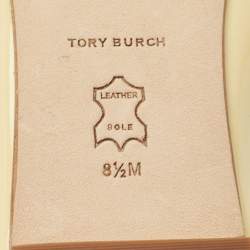 TORY BURCH
LEATHER
SOLE
8½M